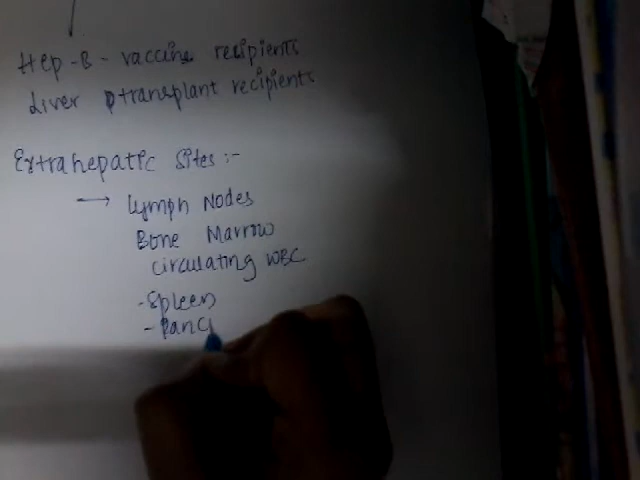 Hep-B- vaccine recipients
Liver transplant recipients
Extrahepatic Sites :-
→ Lymph Nodes
Bone Marrow
circulating WBC
- Spleen
- Panc